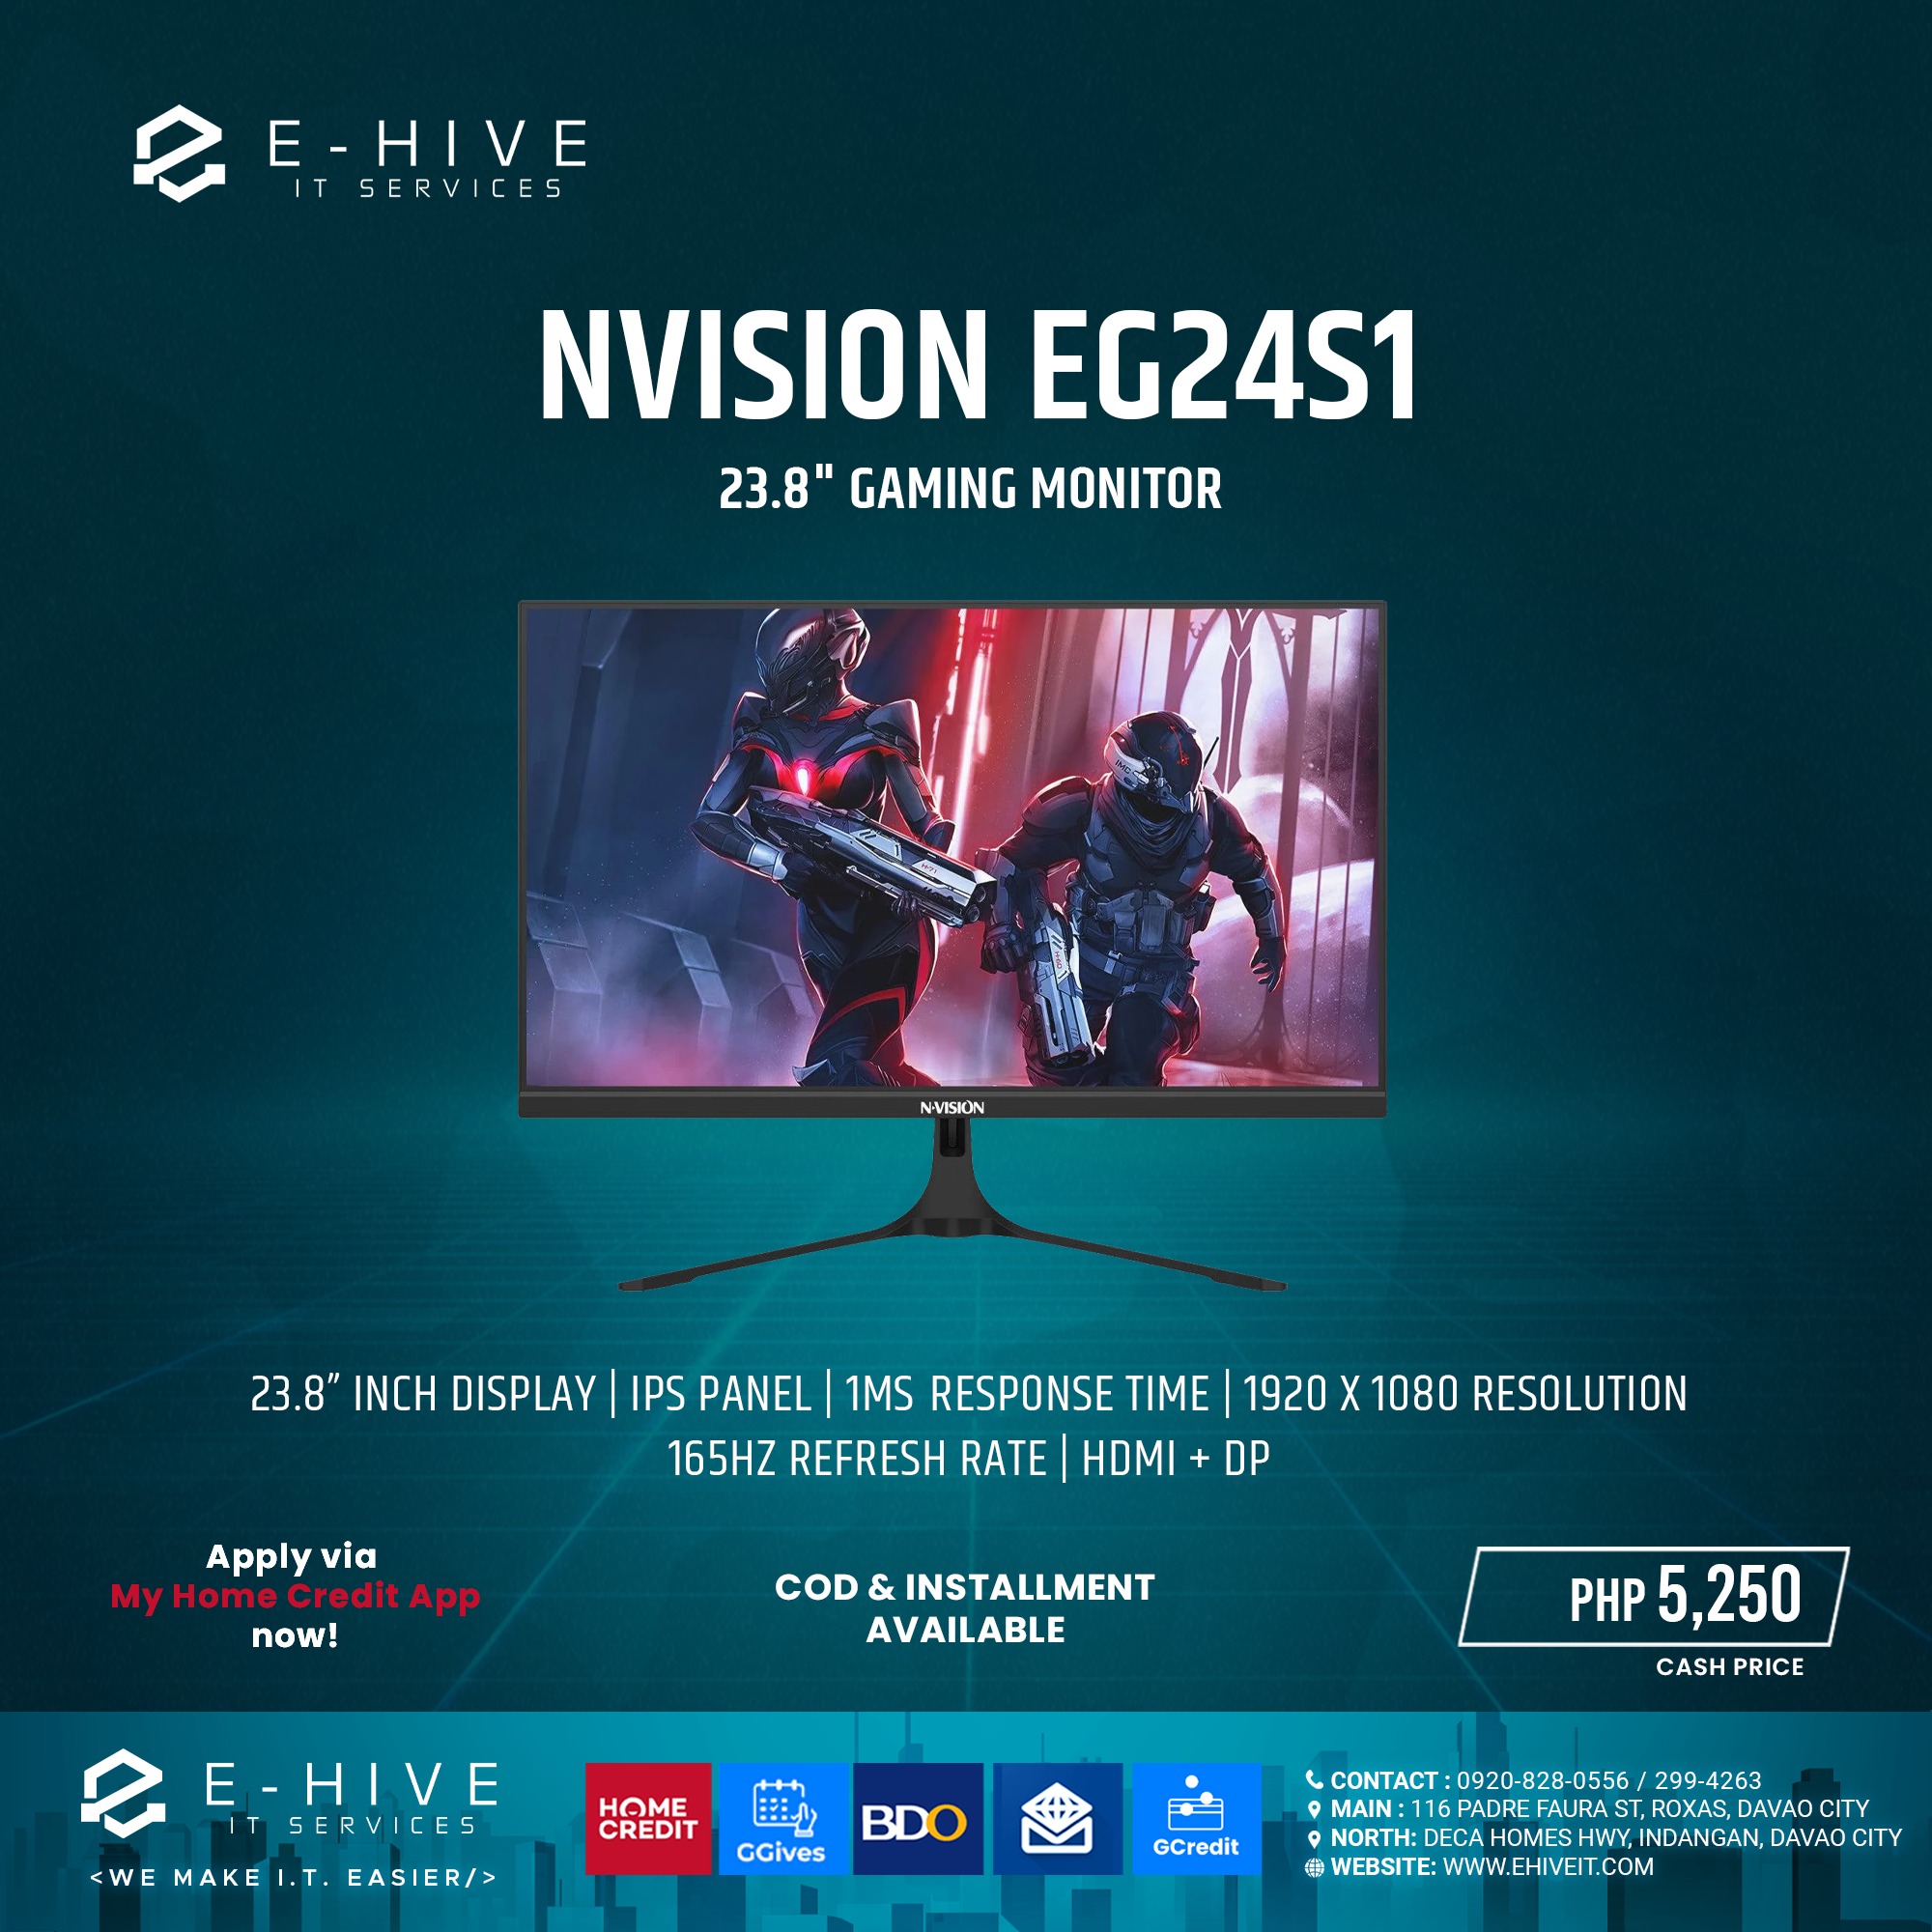 E-HIVE
IT SERVICES
NVISION EG24S1
23.8" GAMING MONITOR
IMC
H-71
H-60
N·VISION
23.8” INCH DISPLAY | IPS PANEL | 1MS RESPONSE TIME | 1920 X 1080 RESOLUTION
165HZ REFRESH RATE | HDMI + DP
Apply via
My Home Credit App
now!
COD & INSTALLMENT
AVAILABLE
PHP 5,250
CASH PRICE
E-HIVE
IT SERVICES
<WE MAKE I.T. EASIER/>
HOME
CREDIT
GGives
BDO
GCredit
CONTACT : 0920-828-0556 / 299-4263
MAIN : 116 PADRE FAURA ST, ROXAS, DAVAO CITY
NORTH: DECA HOMES HWY, INDANGAN, DAVAO CITY
WEBSITE: WWW.EHIVEIT.COM